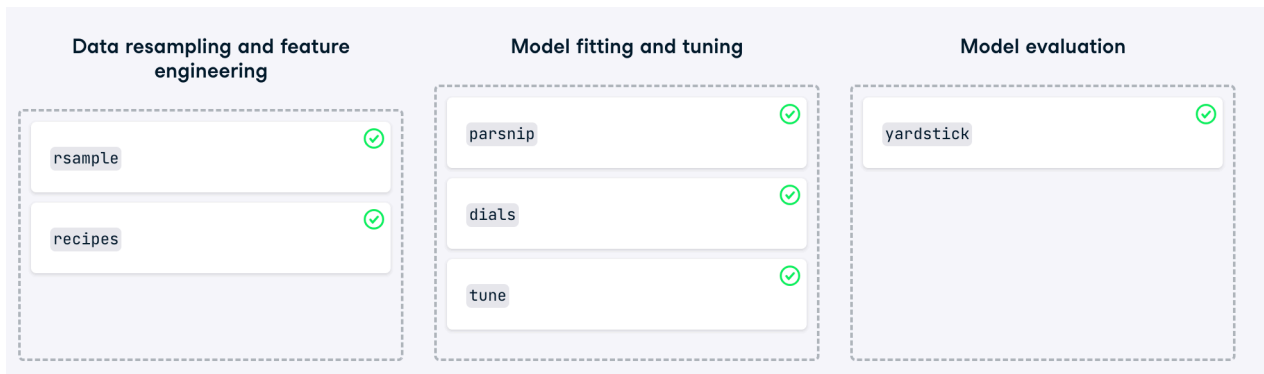 Data resampling and feature
engineering
rsample
recipes
Model fitting and tuning
parsnip
dials
tune
Model evaluation
yardstick